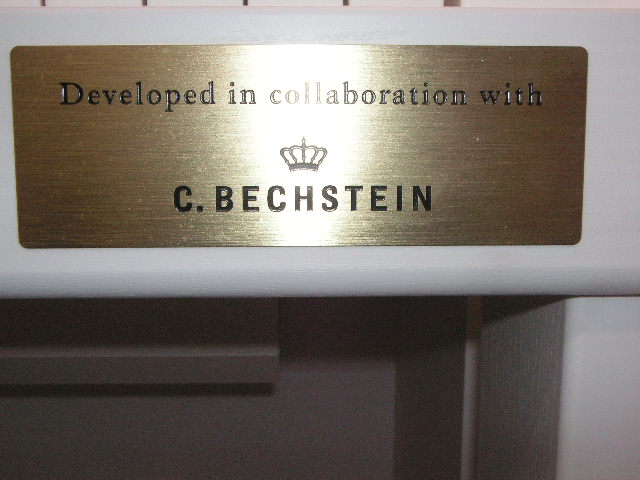 Developed in collaboration with
C. BECHSTEIN